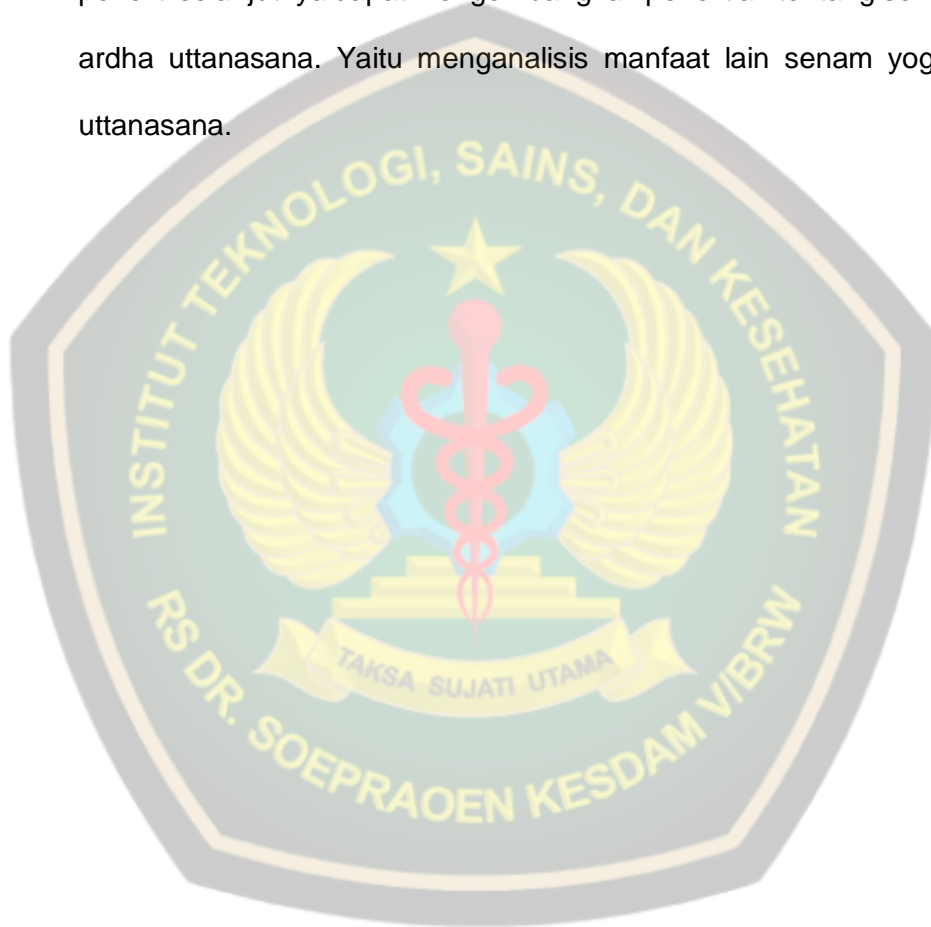 ardha uttanasana. Yaitu menganalisis manfaat lain senam
uttanasana.
INSTITUT TEKNOLOGI, SAINS, DAN KESEHATAN
TAKSA SUJATI UTAMA
RS DR. SOEPRAOEN KESDAM V/BRW